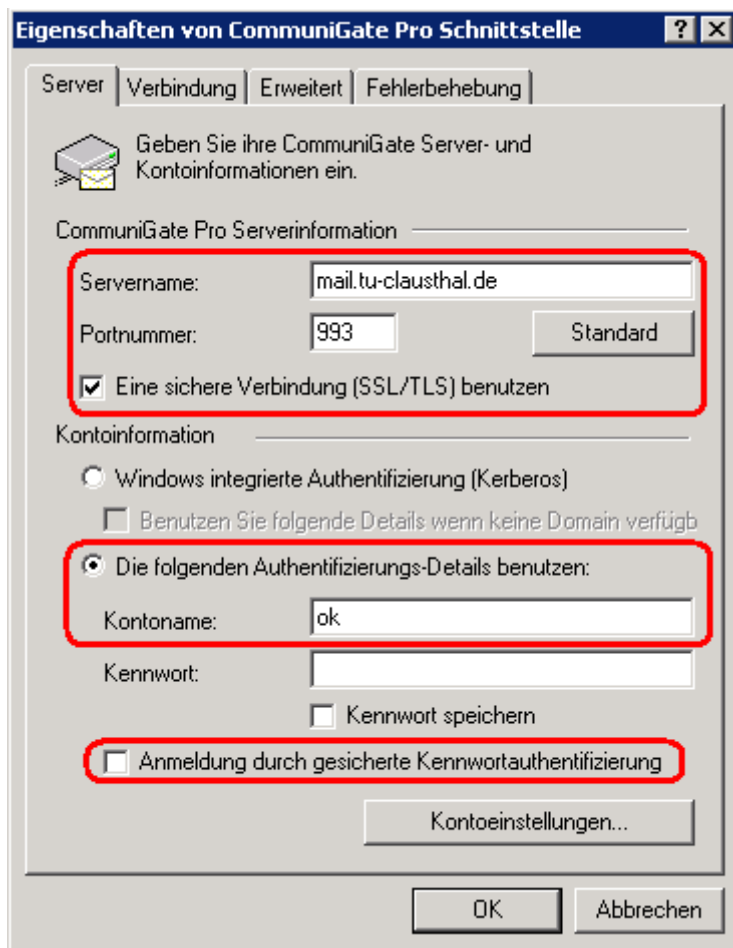 Eigenschaften von CommuniGate Pro Schnittstelle
Server Verbindung Erweitert Fehlerbehebung
Geben Sie ihre CommuniGate Server- und
Kontoinformationen ein.
CommuniGate Pro Serverinformation
Servername: mail.tu-clausthal.de
Portnummer: 993 Standard
Eine sichere Verbindung (SSL/TLS) benutzen
Kontoinformation
Windows integrierte Authentifizierung (Kerberos)
Benutzen Sie folgende Details wenn keine Domain verfügb
Die folgenden Authentifizierungs-Details benutzen:
Kontoname: ok
Kennwort:
Kennwort speichern
Anmeldung durch gesicherte Kennwortauthentifizierung
Kontoeinstellungen...
OK Abbrechen